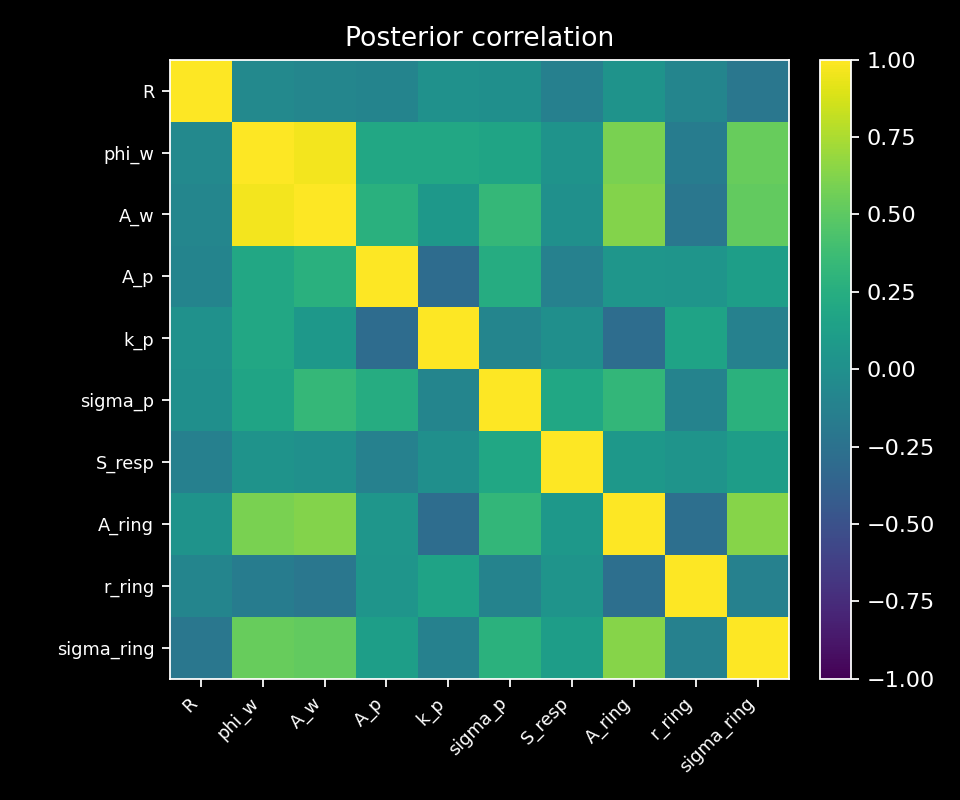 Posterior correlation
R
phi_w
A_w
A_p
k_p
sigma_p
S_resp
A_ring
r_ring
sigma_ring
R
phi_w
A_w
A_p
k_p
sigma_p
S_resp
A_ring
r_ring
sigma_ring
1.00
0.75
0.50
0.25
0.00
−0.25
−0.50
−0.75
−1.00